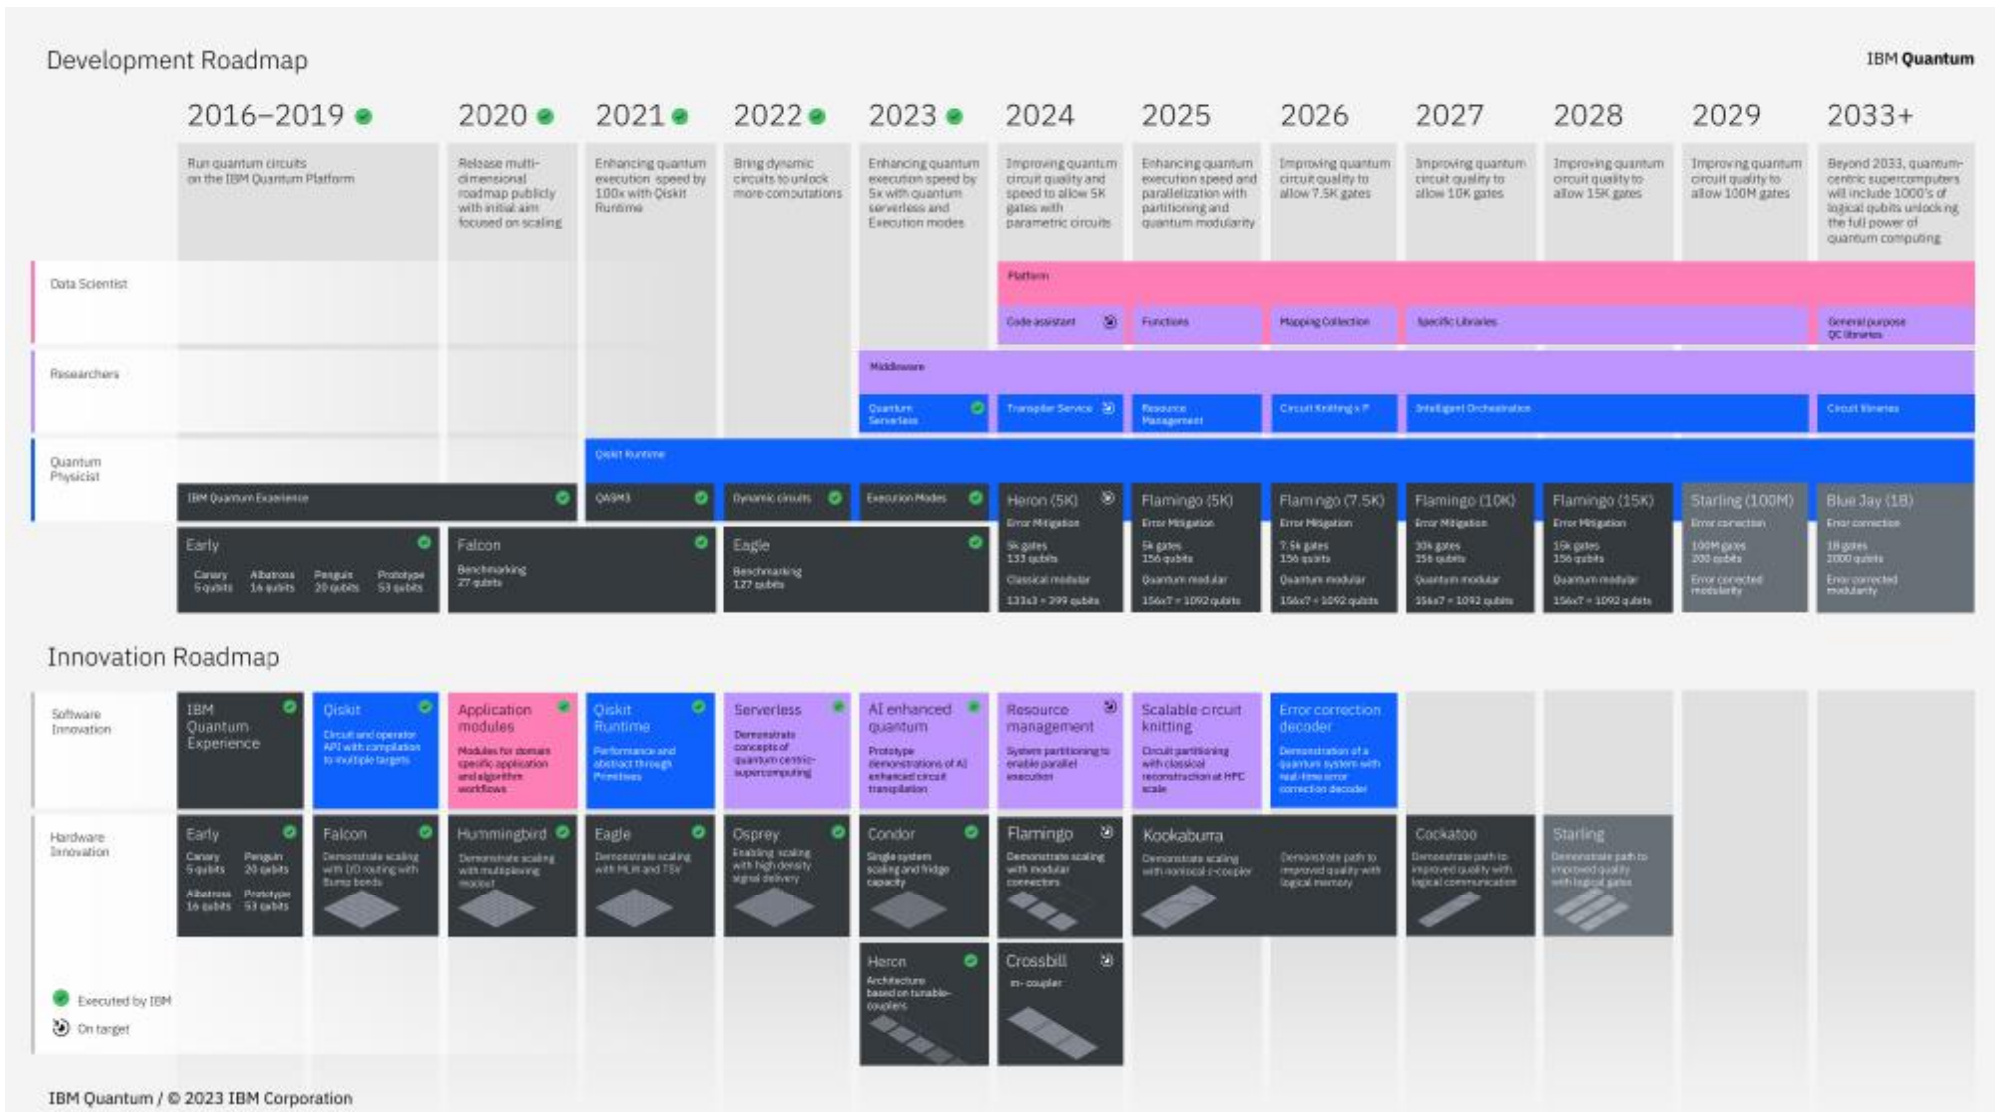 Development Roadmap
IBM Quantum
2016–2019
2020
2021
2022
2023
2024
2025
2026
2027
2028
2029
2033+
Run quantum circuits
on the IBM Quantum Platform
Release multi-
dimensional
roadmap publicly
with initial aim
focused on scaling
Enhancing quantum
execution speed by
100x with Qiskit
Runtime
Bring dynamic
circuits to unlock
more computations
Enhancing quantum
execution speed by
5x with quantum
serverless and
Execution modes
Improving quantum
circuit quality and
speed to allow 5K
gates with
parametric circuits
Enhancing quantum
execution speed and
parallelization with
partitioning and
quantum modularity
Improving quantum
circuit quality to
allow 7.5K gates
Improving quantum
circuit quality to
allow 10K gates
Improving quantum
circuit quality to
allow 15K gates
Improving quantum
circuit quality to
allow 100M gates
Beyond 2033, quantum-
centric supercomputers
will include 1000's of
logical qubits unlocking
the full power of
quantum computing
Data Scientist
Platform
Code assistant
Functions
Mapping Collection
Specific Libraries
General purpose
QC libraries
Researchers
Middleware
Quantum
Serverless
Transpiler Service
Resource
Management
Circuit Knitting x P
Intelligent Orchestration
Circuit libraries
Quantum
Physicist
Qiskit Runtime
IBM Quantum Experience
QASM3
Dynamic circuits
Execution Modes
Early
Canary
5 qubits
Albatross
16 qubits
Penguin
20 qubits
Prototype
53 qubits
Falcon
Benchmarking
27 qubits
Eagle
Benchmarking
127 qubits
Heron (5K)
Error Mitigation
5k gates
133 qubits
Classical modular
133x3 = 399 qubits
Flamingo (5K)
Error Mitigation
5k gates
156 qubits
Quantum modular
156x7 = 1092 qubits
Flamingo (7.5K)
Error Mitigation
7.5k gates
156 qubits
Quantum modular
156x7 = 1092 qubits
Flamingo (10K)
Error Mitigation
10k gates
156 qubits
Quantum modular
156x7 = 1092 qubits
Flamingo (15K)
Error Mitigation
15k gates
156 qubits
Quantum modular
156x7 = 1092 qubits
Starling (100M)
Error correction
100M gates
200 qubits
Error corrected
modularity
Blue Jay (1B)
Error correction
1B gates
2000 qubits
Error corrected
modularity
Innovation Roadmap
Software
Innovation
IBM
Quantum
Experience
Qiskit
Circuit and operator
API with compilation
to multiple targets
Application
modules
Modules for domain
specific application
and algorithm
workflows
Qiskit
Runtime
Performance and
abstract through
Primitives
Serverless
Demonstrate
concepts of
quantum centric-
supercomputing
AI enhanced
quantum
Prototype
demonstrations of AI
enhanced circuit
transpilation
Resource
management
System partitioning to
enable parallel
execution
Scalable circuit
knitting
Circuit partitioning
with classical
reconstruction at HPC
scale
Error correction
decoder
Demonstration of a
quantum system with
real-time error
correction decoder
Hardware
Innovation
Early
Canary
5 qubits
Penguin
20 qubits
Albatross
16 qubits
Prototype
53 qubits
Falcon
Demonstrate scaling
with I/O routing with
Bump bonds
Hummingbird
Demonstrate scaling
with multiplexing
readout
Eagle
Demonstrate scaling
with MLW and TSV
Osprey
Enabling scaling
with high density
signal delivery
Condor
Single system
scaling and fridge
capacity
Flamingo
Demonstrate scaling
with modular
connectors
Kookaburra
Demonstrate scaling
with nonlocal c-coupler
Demonstrate path to
improved quality with
logical memory
Cockatoo
Demonstrate path to
improved quality with
logical communication
Starling
Demonstrate path to
improved quality
with logical gates
Heron
Architecture
based on tunable-
couplers
Crossbill
m- coupler
Executed by IBM
On target
IBM Quantum / © 2023 IBM Corporation